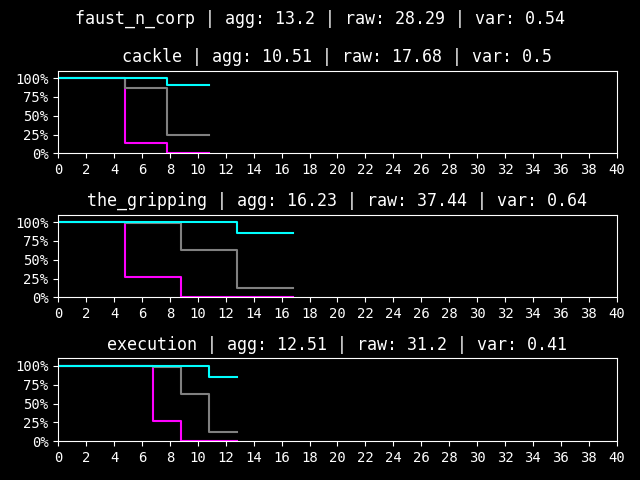 faust_n_corp | agg: 13.2 | raw: 28.29 | var: 0.54
cackle | agg: 10.51 | raw: 17.68 | var: 0.5
100%
75%
50%
25%
0%
0 2 4 6 8 10 12 14 16 18 20 22 24 26 28 30 32 34 36 38 40
the_gripping | agg: 16.23 | raw: 37.44 | var: 0.64
100%
75%
50%
25%
0%
0 2 4 6 8 10 12 14 16 18 20 22 24 26 28 30 32 34 36 38 40
execution | agg: 12.51 | raw: 31.2 | var: 0.41
100%
75%
50%
25%
0%
0 2 4 6 8 10 12 14 16 18 20 22 24 26 28 30 32 34 36 38 40